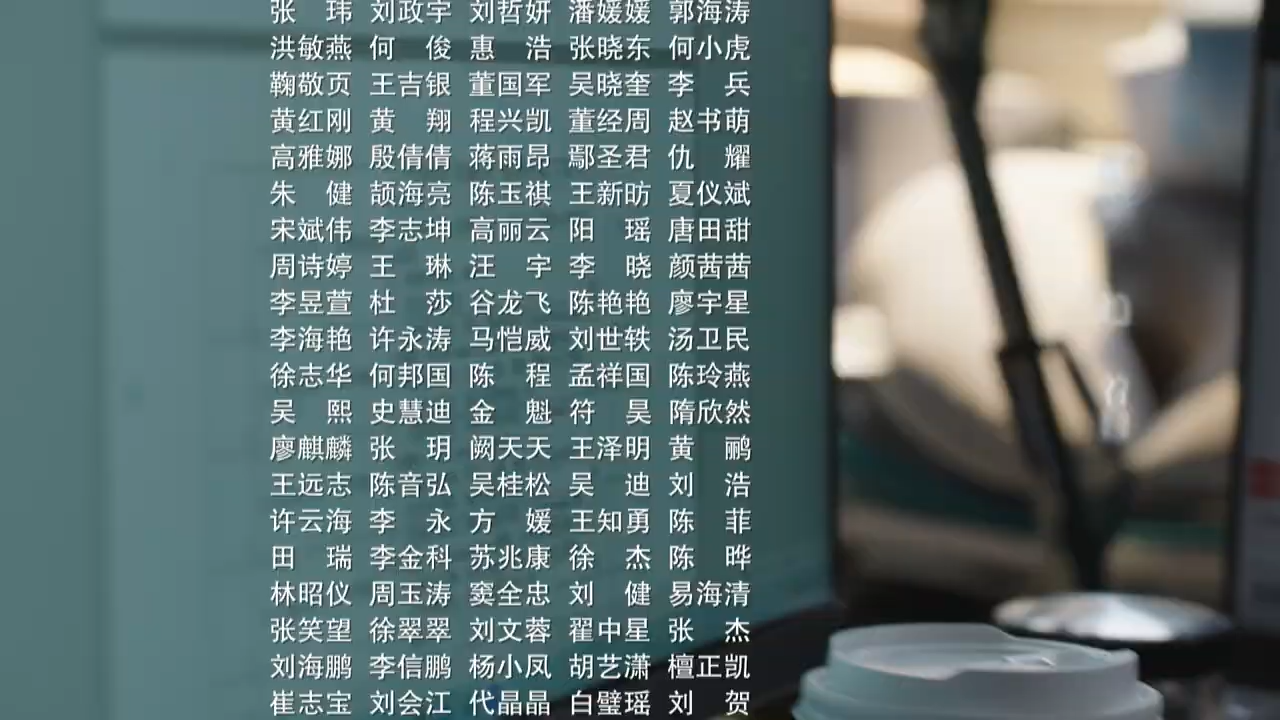 张　玮 刘政宇 刘哲妍 潘媛媛 郭海涛
洪敏燕 何　俊 惠　浩 张晓东 何小虎
鞠敬页 王吉银 董国军 吴晓奎 李　兵
黄红刚 黄　翔 程兴凯 董经周 赵书萌
高雅娜 殷倩倩 蒋雨昂 鄢圣君 仇　耀
朱　健 颉海亮 陈玉祺 王新昉 夏仪斌
宋斌伟 李志坤 高丽云 阳　瑶 唐田甜
周诗婷 王　琳 汪　宇 李　晓 颜茜茜
李昱萱 杜　莎 谷龙飞 陈艳艳 廖宇星
李海艳 许永涛 马恺威 刘世轶 汤卫民
徐志华 何邦国 陈　程 孟祥国 陈玲燕
吴　熙 史慧迪 金　魁 符　昊 隋欣然
廖麒麟 张　玥 阙天天 王泽明 黄　鹂
王远志 陈音弘 吴桂松 吴　迪 刘　浩
许云海 李　永 方　媛 王知勇 陈　菲
田　瑞 李金科 苏兆康 徐　杰 陈　晔
林昭仪 周玉涛 窦全忠 刘　健 易海清
张笑望 徐翠翠 刘文蓉 翟中星 张　杰
刘海鹏 李信鹏 杨小凤 胡艺潇 檀正凯
崔志宝 刘会江 代晶晶 白璧瑶 刘　贺